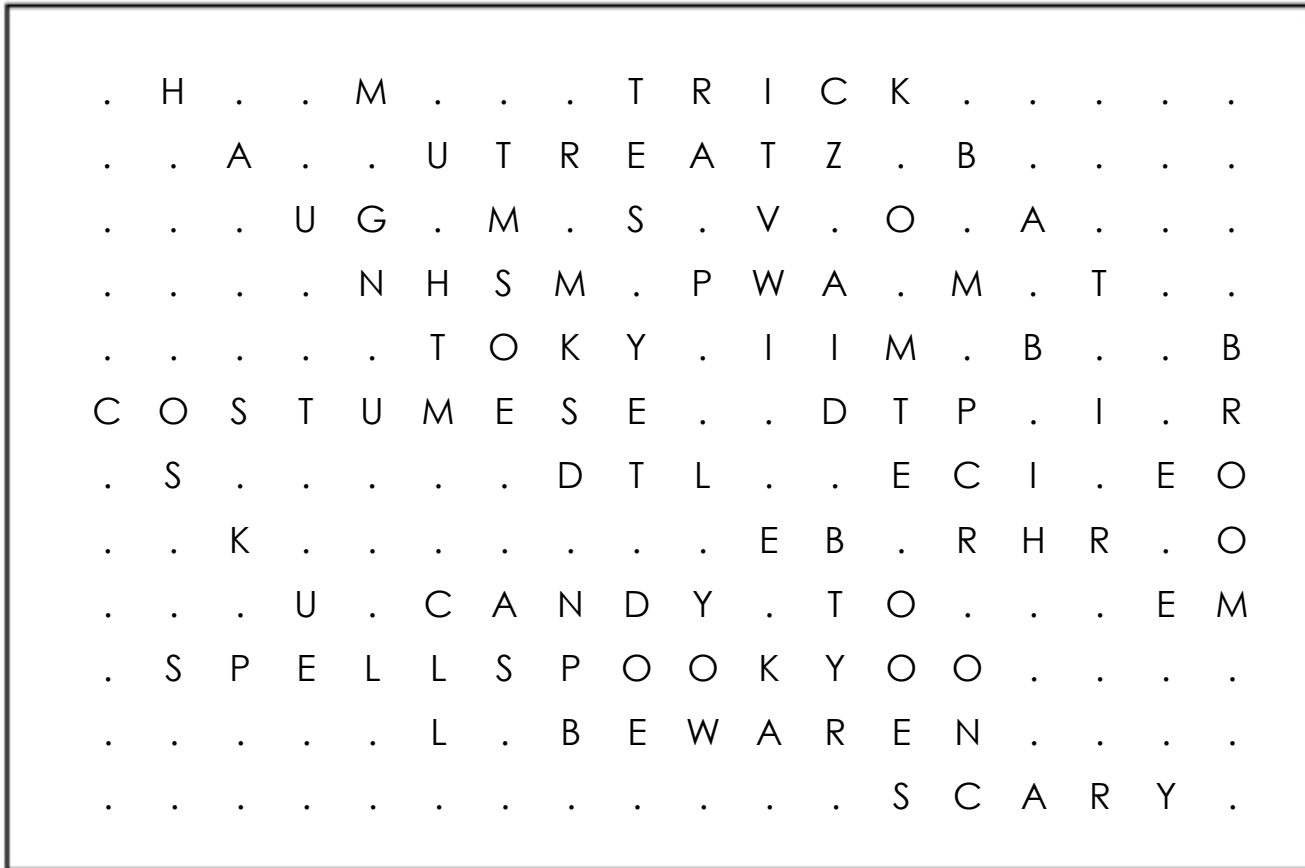 . H . . M . . . T R I C K . . . . .
. . A . . U T R E A T Z . B . . . .
. . . U G . M . S . V . O . A . . .
. . . . N H S M . P W A . M . T . .
. . . . . T O K Y . I I M . B . . B
C O S T U M E S E . . D T P . I . R
. S . . . . . D T L . . E C I . E O
. . K . . . . . . . E B . R H R . O
. . . U . C A N D Y . T O . . . E M
. S P E L L S P O O K Y O O . . . .
. . . . . L . B E W A R E N . . . .
. . . . . . . . . . . . S C A R Y .